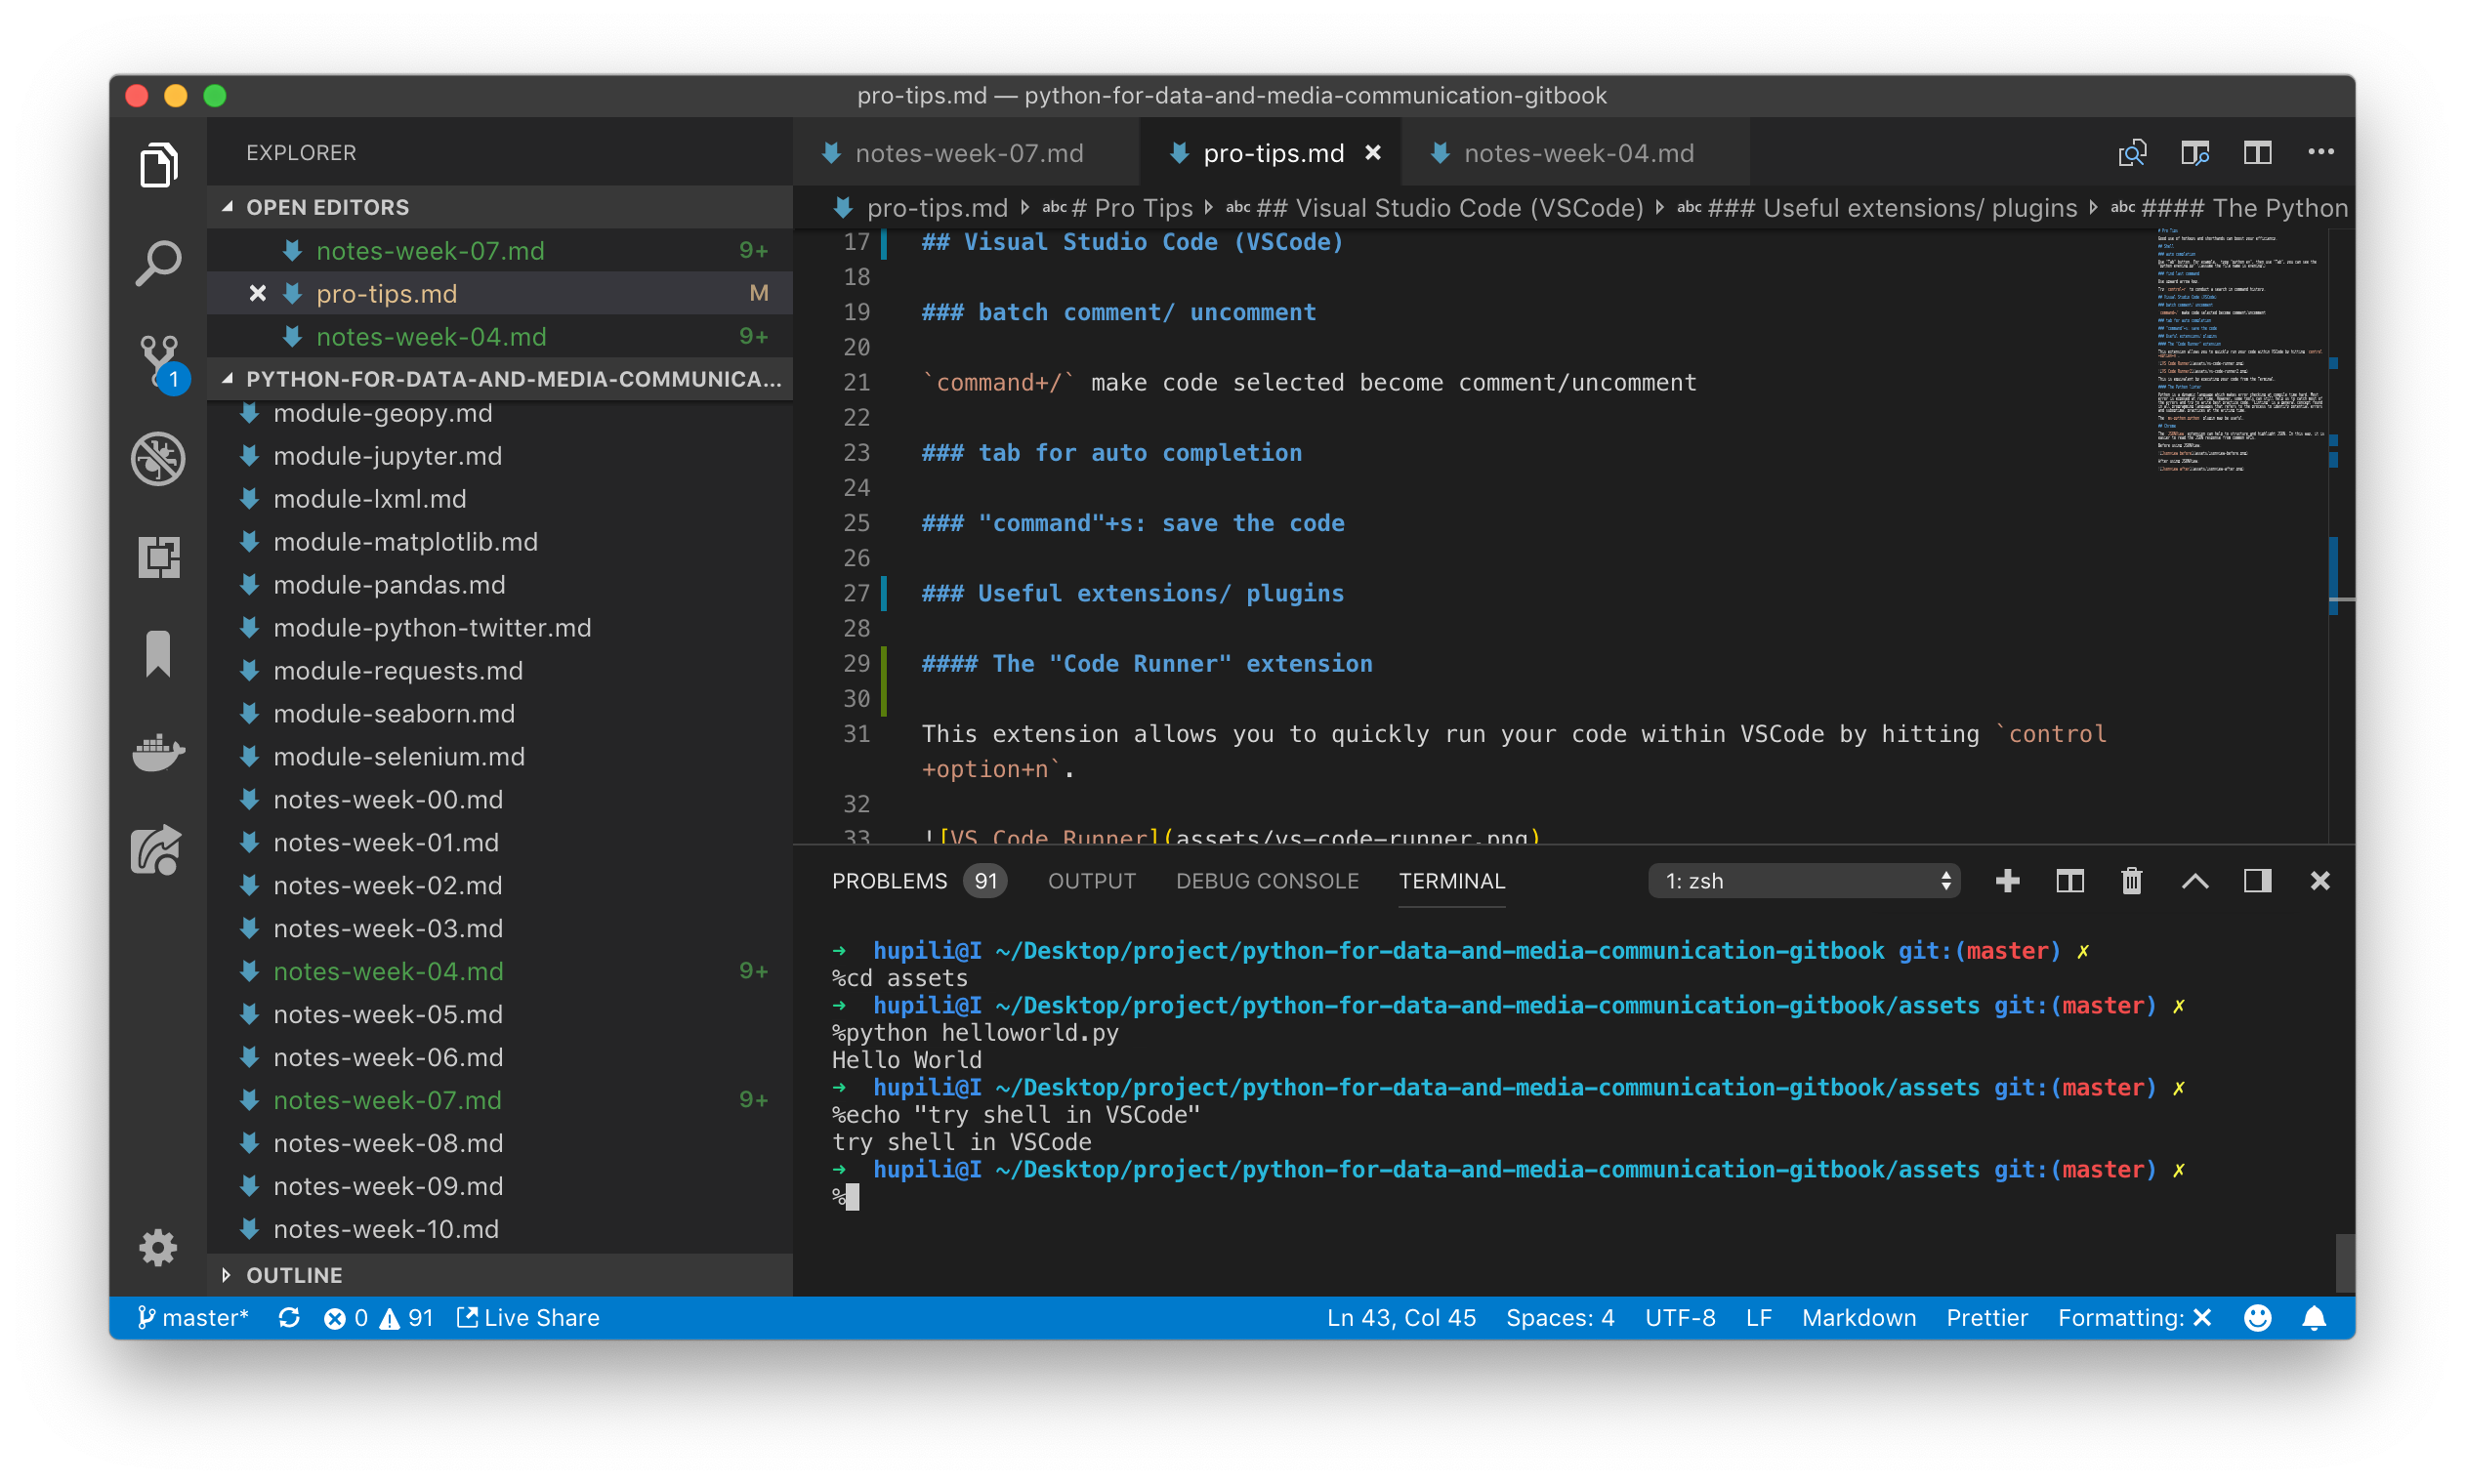 pro-tips.md — python-for-data-and-media-communication-gitbook
EXPLORER
OPEN EDITORS
notes-week-07.md 9+
pro-tips.md M
notes-week-04.md 9+
1
PYTHON-FOR-DATA-AND-MEDIA-COMMUNICA...
module-geopy.md
module-jupyter.md
module-lxml.md
module-matplotlib.md
module-pandas.md
module-python-twitter.md
module-requests.md
module-seaborn.md
module-selenium.md
notes-week-00.md
notes-week-01.md
notes-week-02.md
notes-week-03.md
notes-week-04.md 9+
notes-week-05.md
notes-week-06.md
notes-week-07.md 9+
notes-week-08.md
notes-week-09.md
notes-week-10.md
OUTLINE
notes-week-07.md pro-tips.md notes-week-04.md
pro-tips.md abc # Pro Tips abc ## Visual Studio Code (VSCode) abc ### Useful extensions/ plugins abc #### The Python
17 ## Visual Studio Code (VSCode)
18
19 ### batch comment/ uncomment
20
21 `command+/` make code selected become comment/uncomment
22
23 ### tab for auto completion
24
25 ### "command"+s: save the code
26
27 ### Useful extensions/ plugins
28
29 #### The "Code Runner" extension
30
31 This extension allows you to quickly run your code within VSCode by hitting `control
+option+n`.
32
33 ![VS Code Runner](assets/vs-code-runner.png)
PROBLEMS 91 OUTPUT DEBUG CONSOLE TERMINAL 1: zsh
➜ hupili@I ~/Desktop/project/python-for-data-and-media-communication-gitbook git:(master) ✗
%cd assets
➜ hupili@I ~/Desktop/project/python-for-data-and-media-communication-gitbook/assets git:(master) ✗
%python helloworld.py
Hello World
➜ hupili@I ~/Desktop/project/python-for-data-and-media-communication-gitbook/assets git:(master) ✗
%echo "try shell in VSCode"
try shell in VSCode
➜ hupili@I ~/Desktop/project/python-for-data-and-media-communication-gitbook/assets git:(master) ✗
%
master* 0 91 Live Share Ln 43, Col 45 Spaces: 4 UTF-8 LF Markdown Prettier Formatting: ✕